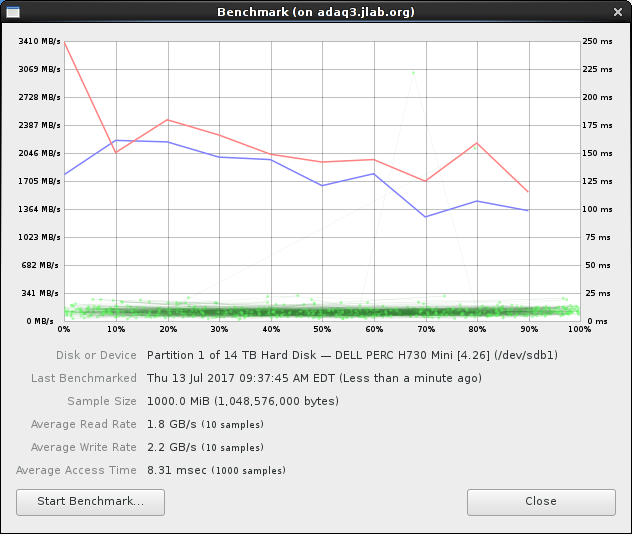 Benchmark (on adaq3.jlab.org)
3410 MB/s 250 ms
3069 MB/s 225 ms
2728 MB/s 200 ms
2387 MB/s 175 ms
2046 MB/s 150 ms
1705 MB/s 125 ms
1364 MB/s 100 ms
1023 MB/s 75 ms
682 MB/s 50 ms
341 MB/s 25 ms
0 MB/s 0 ms
0% 10% 20% 30% 40% 50% 60% 70% 80% 90% 100%
Disk or Device Partition 1 of 14 TB Hard Disk — DELL PERC H730 Mini [4.26] (/dev/sdb1)
Last Benchmarked Thu 13 Jul 2017 09:37:45 AM EDT (Less than a minute ago)
Sample Size 1000.0 MiB (1,048,576,000 bytes)
Average Read Rate 1.8 GB/s (10 samples)
Average Write Rate 2.2 GB/s (10 samples)
Average Access Time 8.31 msec (1000 samples)
Start Benchmark... Close